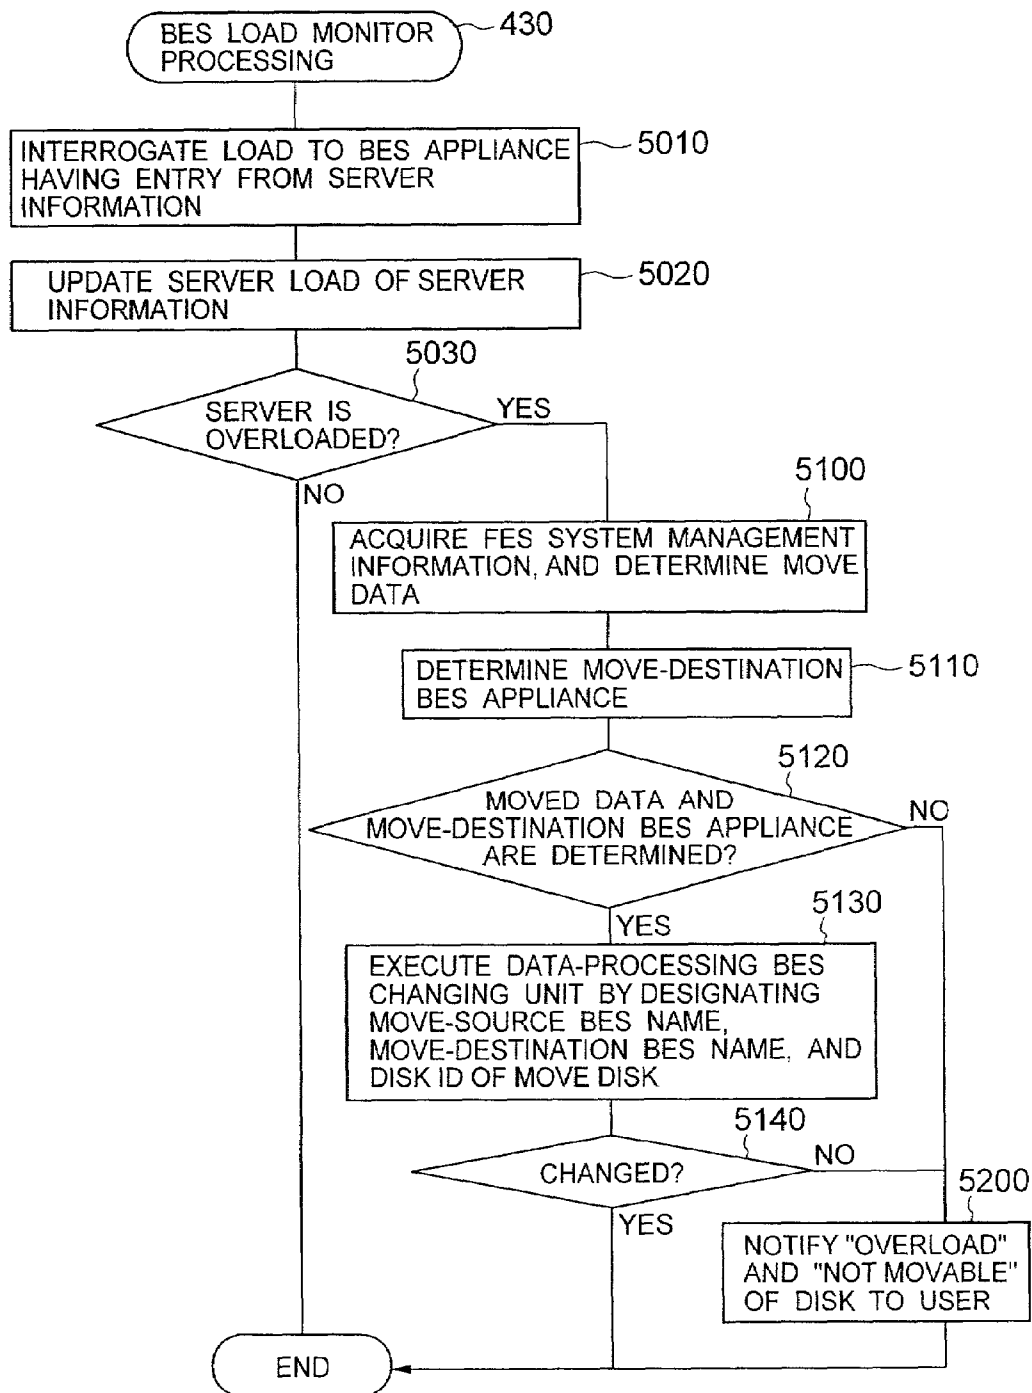 BES LOAD MONITOR
PROCESSING
430
INTERROGATE LOAD TO BES APPLIANCE
HAVING ENTRY FROM SERVER
INFORMATION
5010
UPDATE SERVER LOAD OF SERVER
INFORMATION
5020
5030
SERVER IS
OVERLOADED?
YES
NO
5100
ACQUIRE FES SYSTEM MANAGEMENT
INFORMATION, AND DETERMINE MOVE
DATA
DETERMINE MOVE-DESTINATION
BES APPLIANCE
5110
5120
MOVED DATA AND
MOVE-DESTINATION BES APPLIANCE
ARE DETERMINED?
NO
YES
5130
EXECUTE DATA-PROCESSING BES
CHANGING UNIT BY DESIGNATING
MOVE-SOURCE BES NAME,
MOVE-DESTINATION BES NAME, AND
DISK ID OF MOVE DISK
5140
CHANGED?
NO
YES
5200
NOTIFY "OVERLOAD"
AND "NOT MOVABLE"
OF DISK TO USER
END